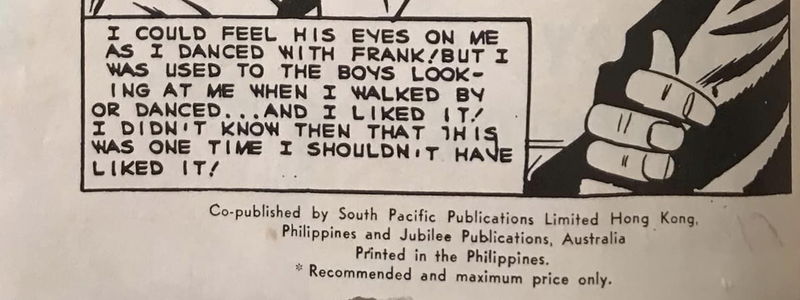 I COULD FEEL HIS EYES ON ME
AS I DANCED WITH FRANK! BUT I
WAS USED TO THE BOYS LOOK-
ING AT ME WHEN I WALKED BY
OR DANCED...AND I LIKED IT!
I DIDN'T KNOW THEN THAT THIS
WAS ONE TIME I SHOULDN'T HAVE
LIKED IT!
Co-published by South Pacific Publications Limited Hong Kong,
Philippines and Jubilee Publications, Australia
Printed in the Philippines.
* Recommended and maximum price only.